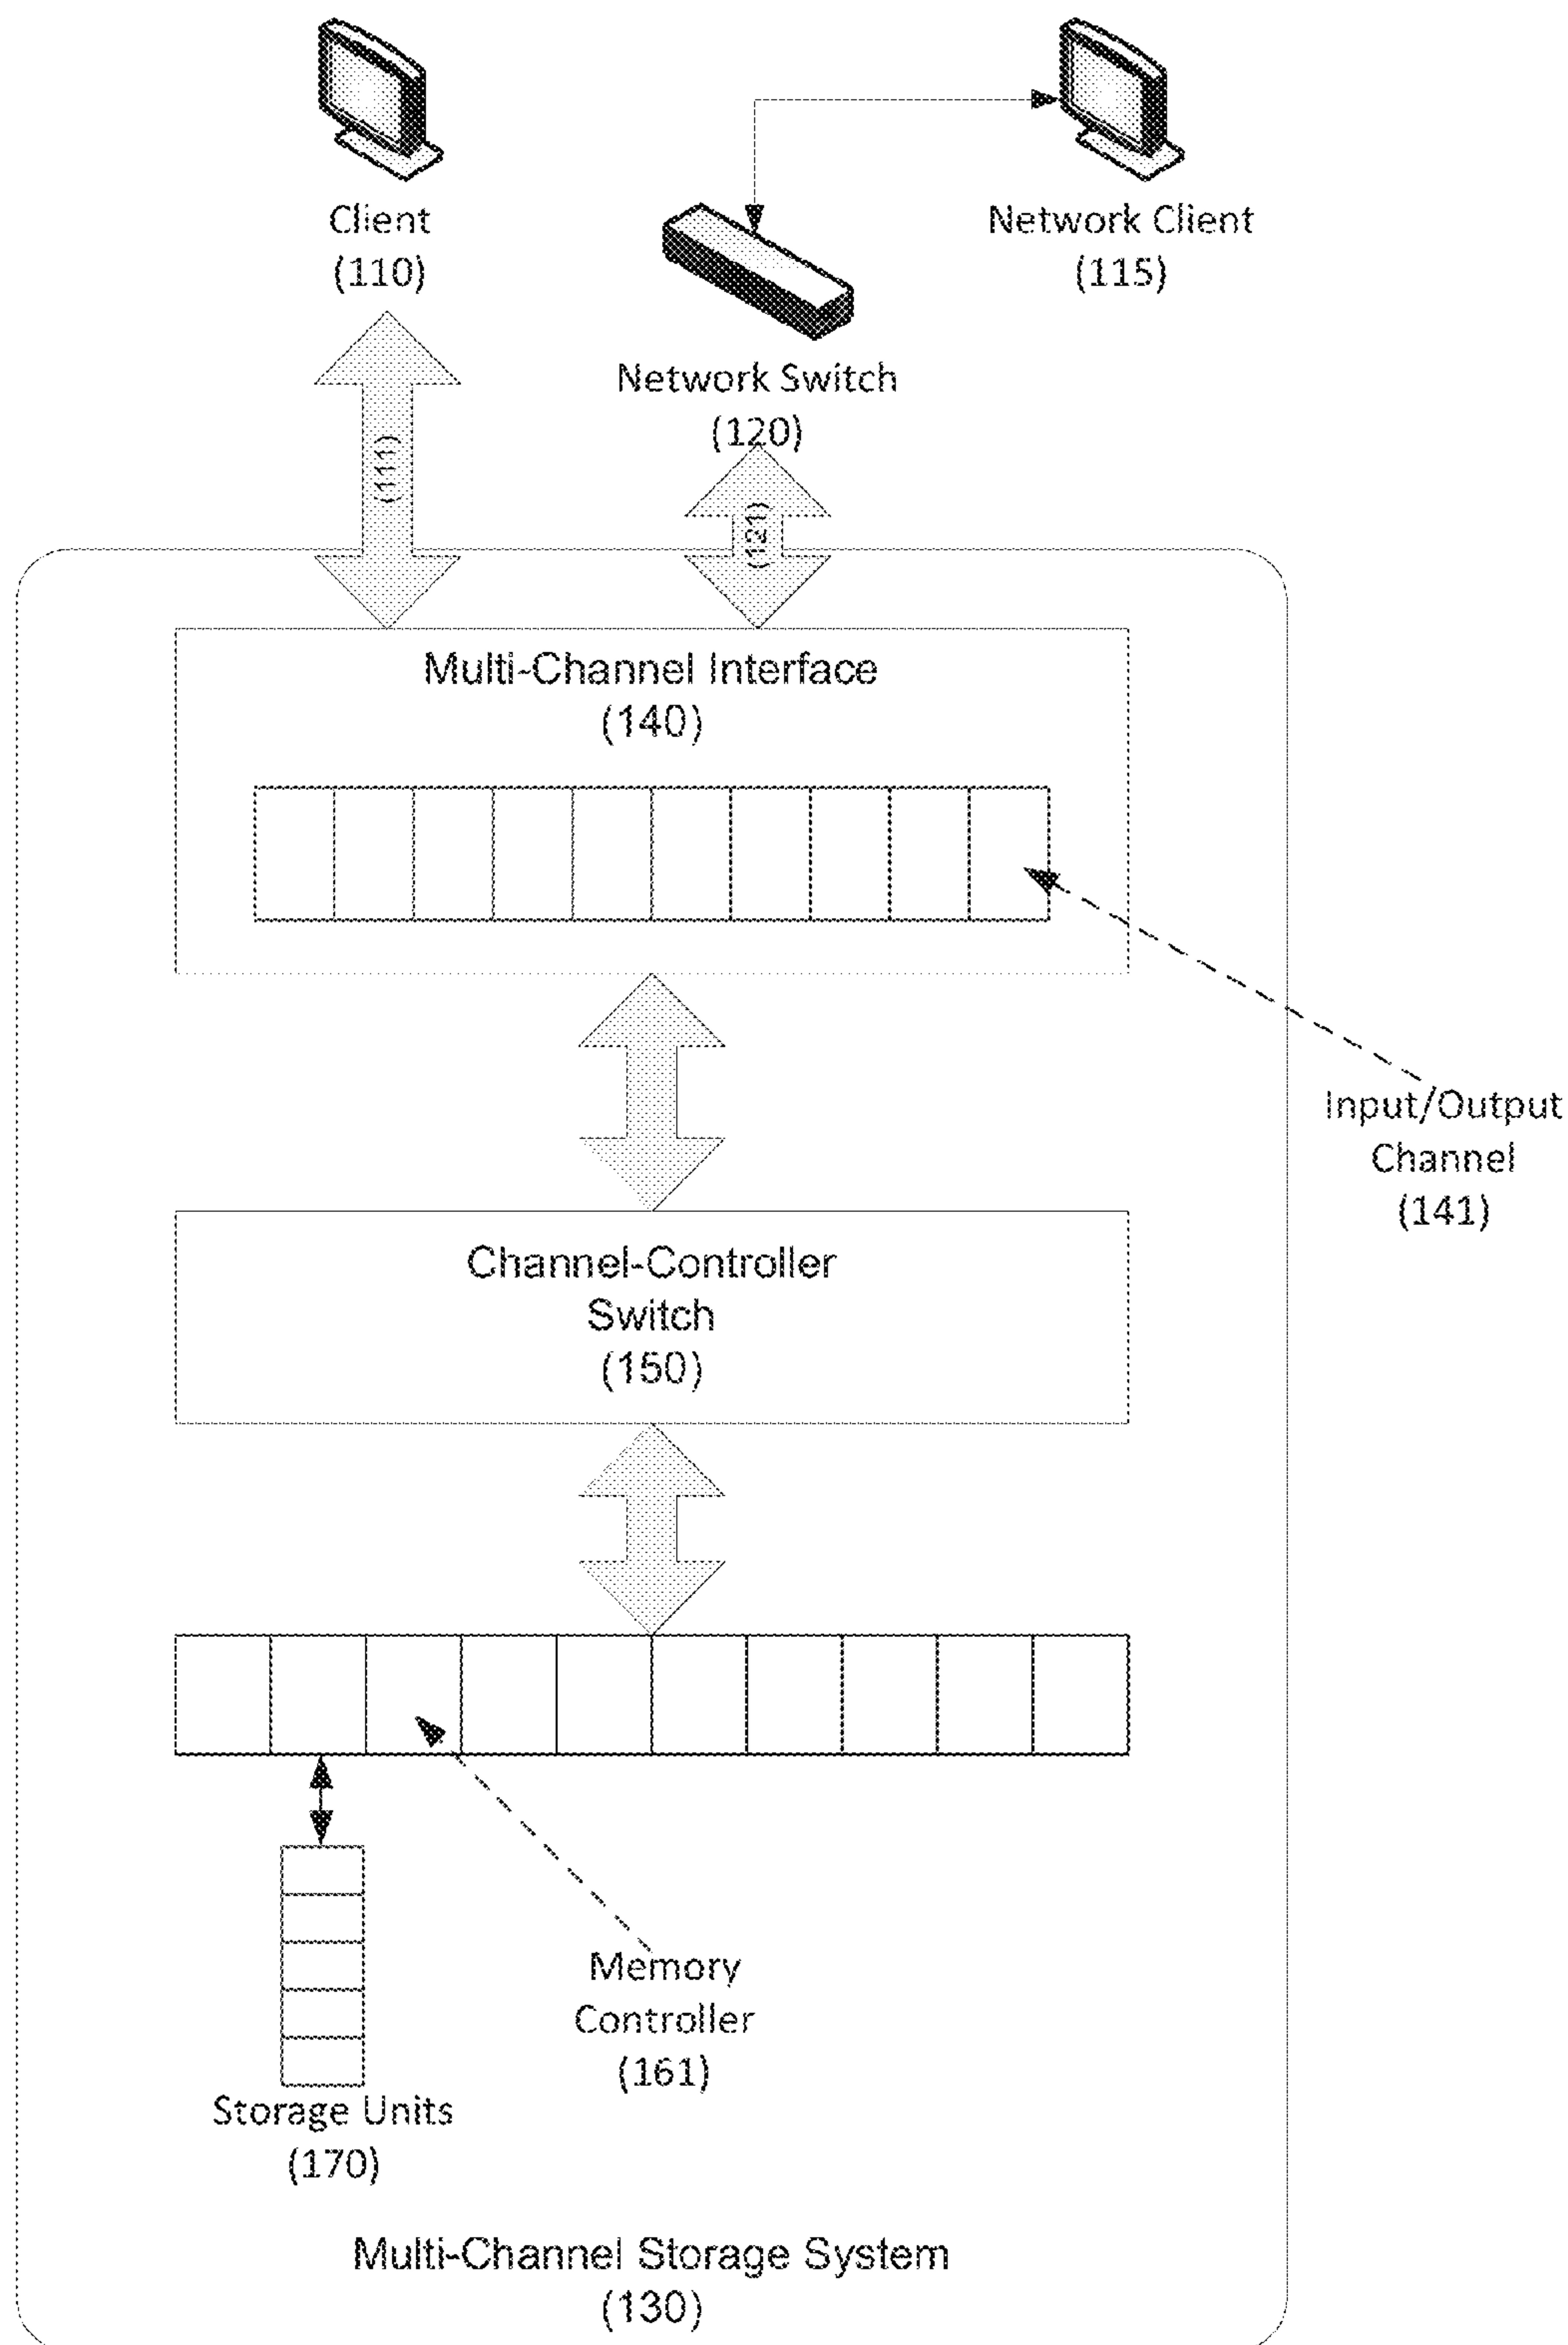 Client
(110)
Network Client
(115)
Network Switch
(120)
(111)
(121)
Multi-Channel Interface
(140)
Input/Output
Channel
(141)
Channel-Controller
Switch
(150)
Memory
Controller
(161)
Storage Units
(170)
Multi-Channel Storage System
(130)